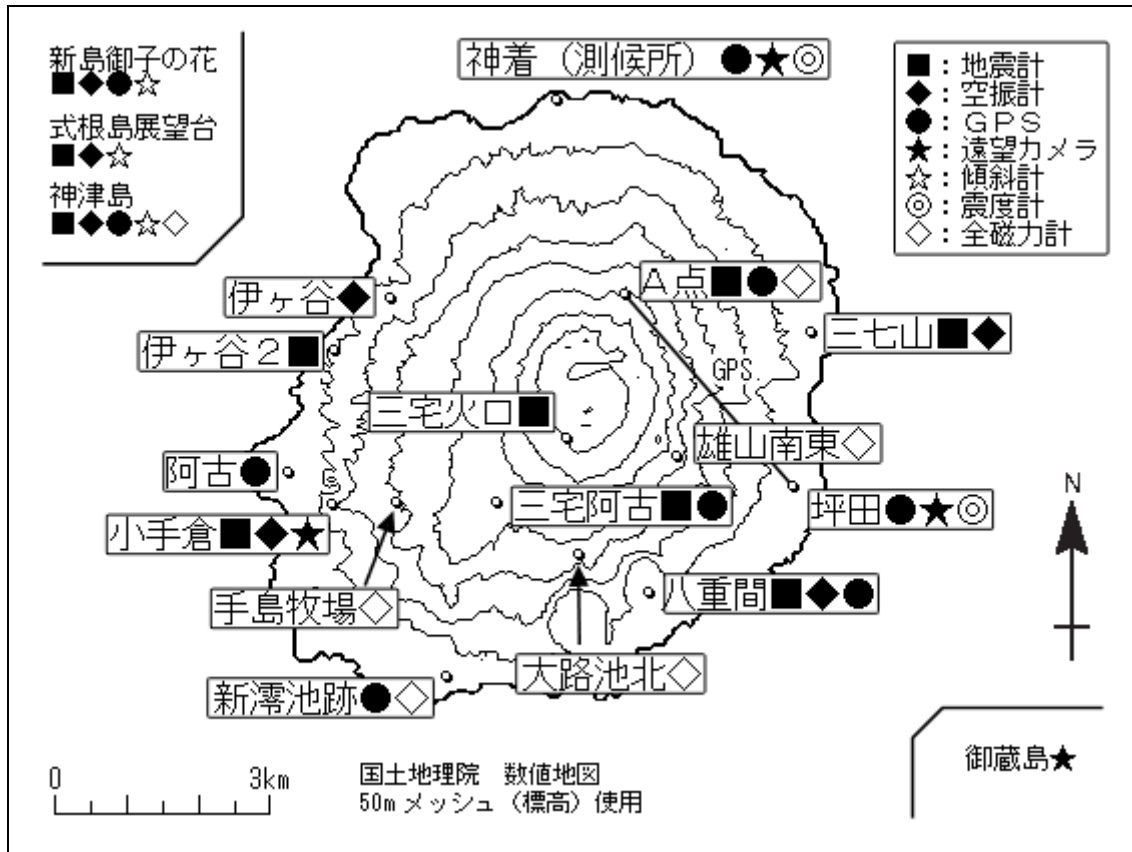 新島御子の花
■◆●☆
式根島展望台
■◆☆
神津島
■◆●☆◇
神着（測候所）●★◎
■：地震計
◆：空振計
●：ＧＰＳ
★：遠望カメラ
☆：傾斜計
◎：震度計
◇：全磁力計
伊ヶ谷◆
Ａ点■●◇
伊ヶ谷２■
三七山■◆
GPS
三宅火口■
雄山南東◇
阿古●
三宅阿古■●
坪田●★◎
小手倉■◆★
手島牧場◇
八重間■◆●
大路池北◇
新澪池跡●◇
N
御蔵島★
0 3km
国土地理院　数値地図
50mメッシュ（標高）使用